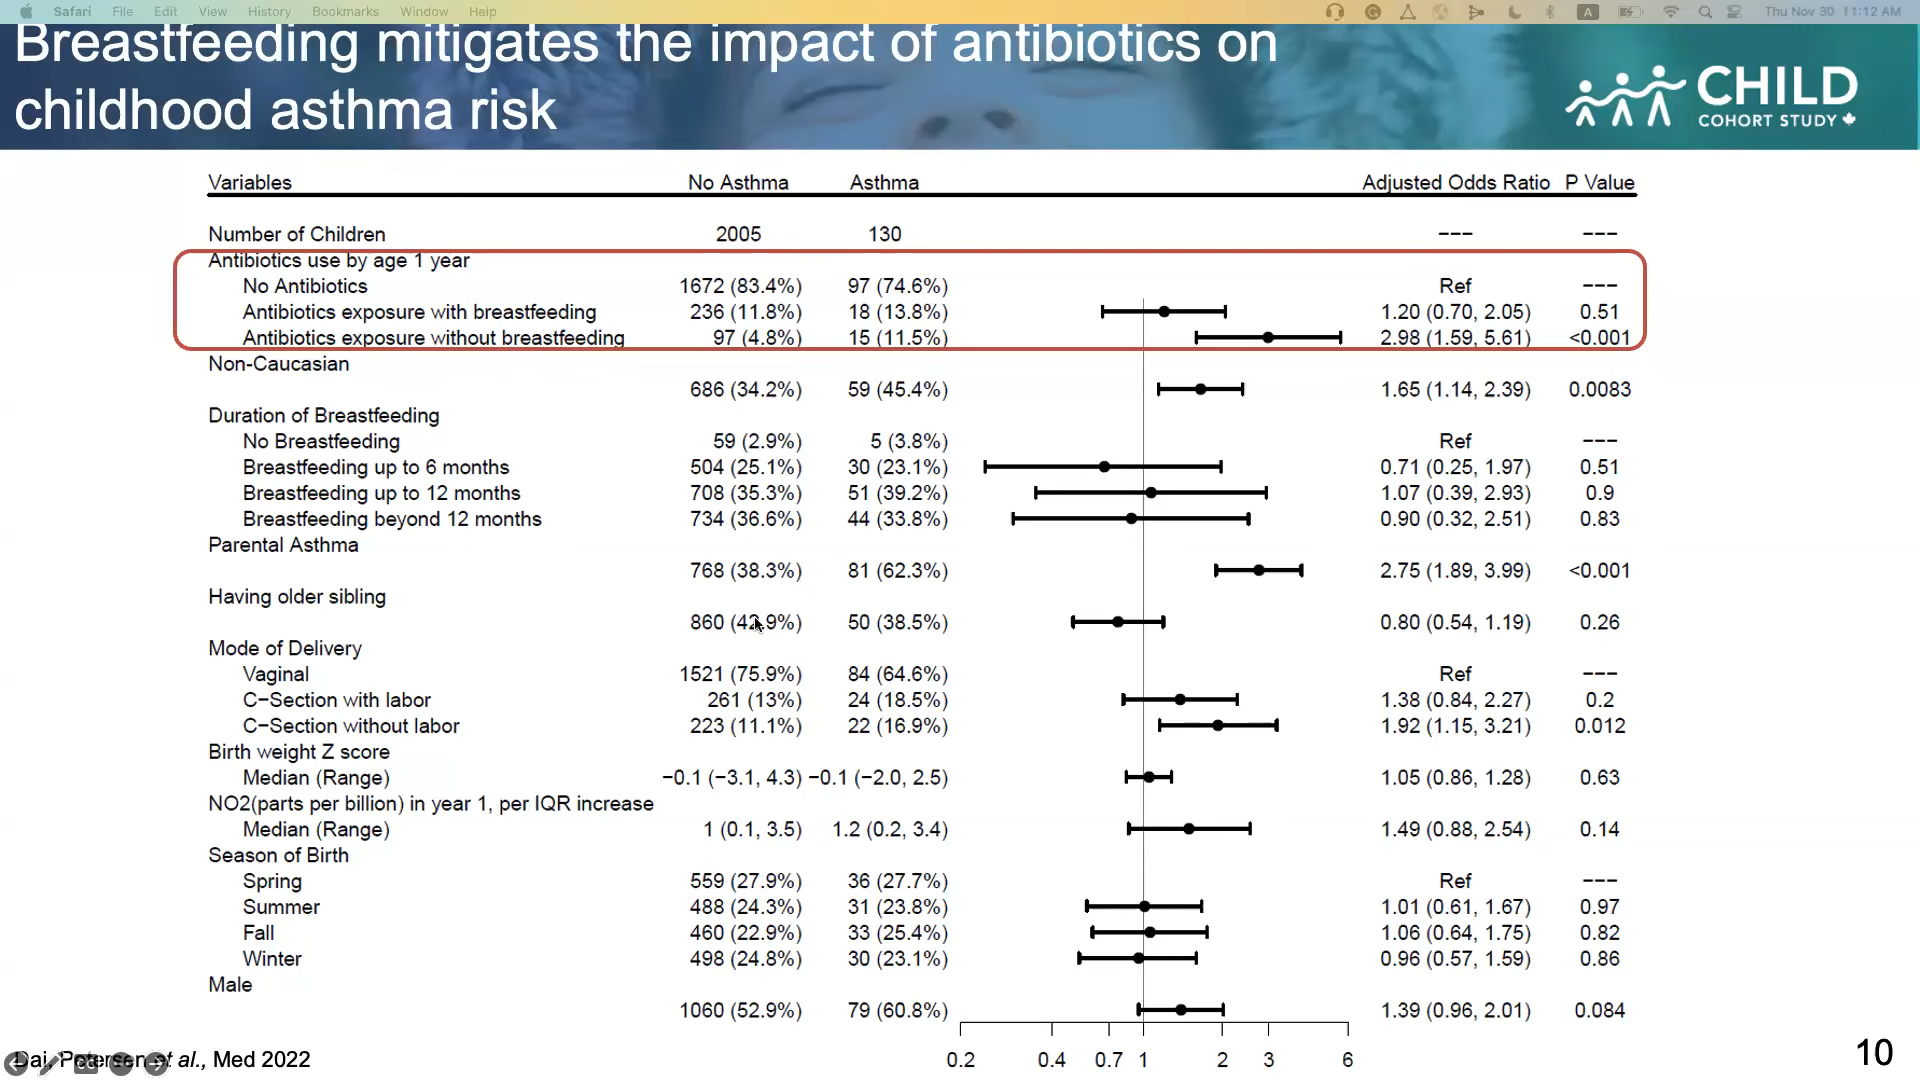 Safari File Edit View History Bookmarks Window Help Thu Nov 30 11:12 AM
Breastfeeding mitigates the impact of antibiotics on
childhood asthma risk
CHILD
COHORT STUDY
Variables No Asthma Asthma Adjusted Odds Ratio P Value
Number of Children 2005 130 −−− −−−
Antibiotics use by age 1 year
No Antibiotics 1672 (83.4%) 97 (74.6%) Ref −−−
Antibiotics exposure with breastfeeding 236 (11.8%) 18 (13.8%) 1.20 (0.70, 2.05) 0.51
Antibiotics exposure without breastfeeding 97 (4.8%) 15 (11.5%) 2.98 (1.59, 5.61) <0.001
Non-Caucasian
686 (34.2%) 59 (45.4%) 1.65 (1.14, 2.39) 0.0083
Duration of Breastfeeding
No Breastfeeding 59 (2.9%) 5 (3.8%) Ref −−−
Breastfeeding up to 6 months 504 (25.1%) 30 (23.1%) 0.71 (0.25, 1.97) 0.51
Breastfeeding up to 12 months 708 (35.3%) 51 (39.2%) 1.07 (0.39, 2.93) 0.9
Breastfeeding beyond 12 months 734 (36.6%) 44 (33.8%) 0.90 (0.32, 2.51) 0.83
Parental Asthma
768 (38.3%) 81 (62.3%) 2.75 (1.89, 3.99) <0.001
Having older sibling
860 (42.9%) 50 (38.5%) 0.80 (0.54, 1.19) 0.26
Mode of Delivery
Vaginal 1521 (75.9%) 84 (64.6%) Ref −−−
C−Section with labor 261 (13%) 24 (18.5%) 1.38 (0.84, 2.27) 0.2
C−Section without labor 223 (11.1%) 22 (16.9%) 1.92 (1.15, 3.21) 0.012
Birth weight Z score
Median (Range) −0.1 (−3.1, 4.3) −0.1 (−2.0, 2.5) 1.05 (0.86, 1.28) 0.63
NO2(parts per billion) in year 1, per IQR increase
Median (Range) 1 (0.1, 3.5) 1.2 (0.2, 3.4) 1.49 (0.88, 2.54) 0.14
Season of Birth
Spring 559 (27.9%) 36 (27.7%) Ref −−−
Summer 488 (24.3%) 31 (23.8%) 1.01 (0.61, 1.67) 0.97
Fall 460 (22.9%) 33 (25.4%) 1.06 (0.64, 1.75) 0.82
Winter 498 (24.8%) 30 (23.1%) 0.96 (0.57, 1.59) 0.86
Male
1060 (52.9%) 79 (60.8%) 1.39 (0.96, 2.01) 0.084
0.2 0.4 0.7 1 2 3 6
Dai, Petersen et al., Med 2022
10